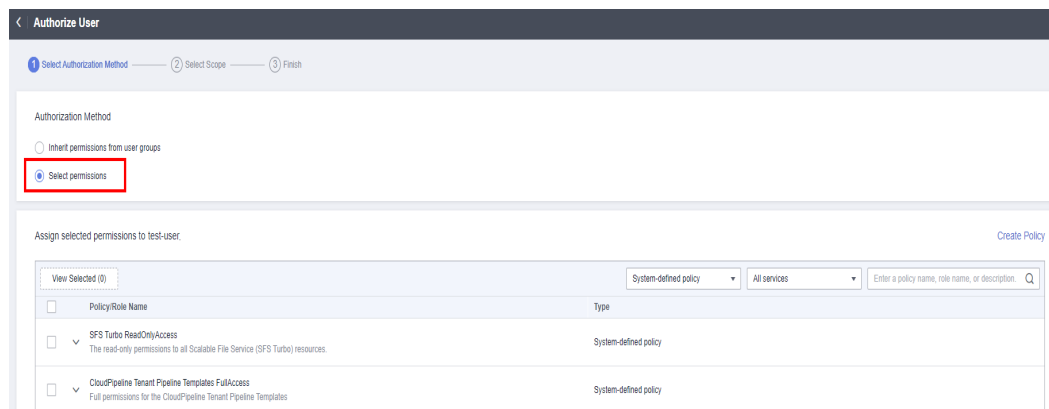 Authorize User
1 Select Authorization Method 2 Select Scope 3 Finish
Authorization Method
Inherit permissions from user groups
Select permissions
Assign selected permissions to test-user. Create Policy
View Selected (0) System-defined policy All services Enter a policy name, role name, or description.
Policy/Role Name Type
SFS Turbo ReadOnlyAccess
The read-only permissions to all Scalable File Service (SFS Turbo) resources.
System-defined policy
CloudPipeline Tenant Pipeline Templates FullAccess
Full permissions for the CloudPipeline Tenant Pipeline Templates
System-defined policy